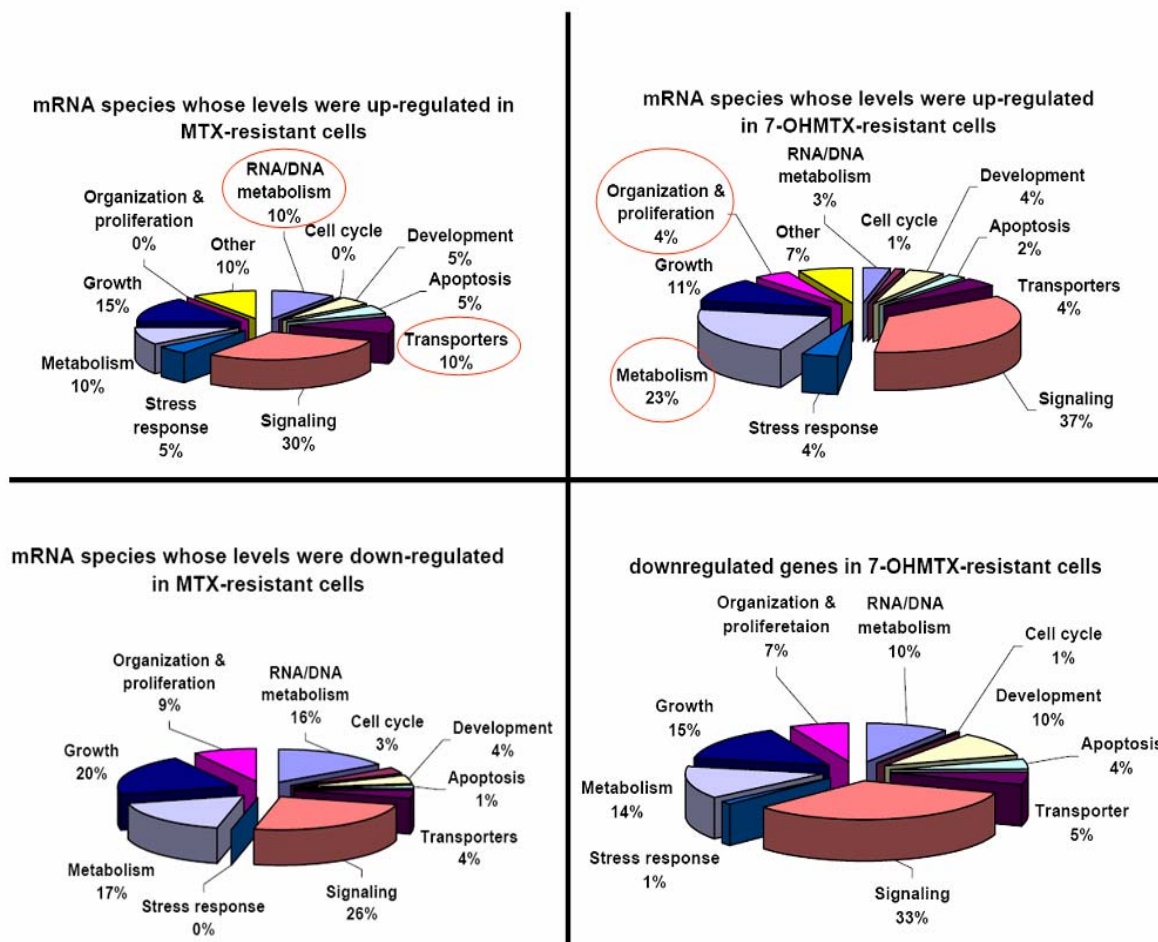 mRNA species whose levels were up-regulated in
MTX-resistant cells
RNA/DNA
metabolism
10%
Organization &
proliferation
0%
Other
10%
Cell cycle
0%
Development
5%
Growth
15%
Apoptosis
5%
Transporters
10%
Metabolism
10%
Stress
response
5%
Signaling
30%
mRNA species whose levels were up-regulated
in 7-OHMTX-resistant cells
RNA/DNA
metabolism
3%
Organization &
proliferation
4%
Development
4%
Other
7%
Cell cycle
1%
Apoptosis
2%
Growth
11%
Transporters
4%
Metabolism
23%
Signaling
37%
Stress response
4%
mRNA species whose levels were down-regulated
in MTX-resistant cells
Organization &
proliferation
9%
RNA/DNA
metabolism
16%
Cell cycle
3%
Development
4%
Growth
20%
Apoptosis
1%
Transporters
4%
Metabolism
17%
Stress response
0%
Signaling
26%
downregulated genes in 7-OHMTX-resistant cells
Organization &
proliferetaion
7%
RNA/DNA
metabolism
10%
Cell cycle
1%
Development
10%
Growth
15%
Apoptosis
4%
Metabolism
14%
Transporter
5%
Stress response
1%
Signaling
33%